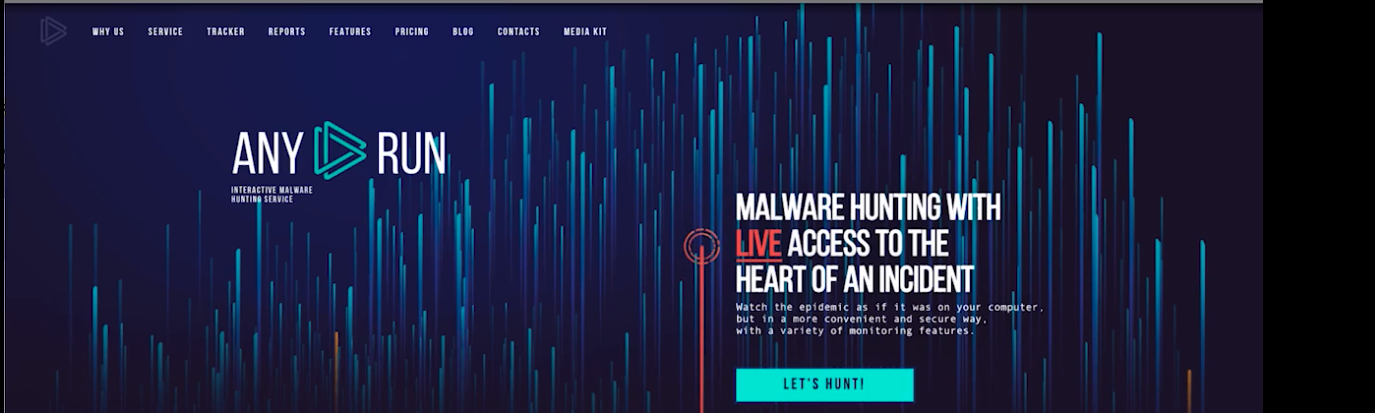 WHY US SERVICE TRACKER REPORTS FEATURES PRICING BLOG CONTACTS MEDIA KIT
ANY RUN
INTERACTIVE MALWARE
HUNTING SERVICE
MALWARE HUNTING WITH
LIVE ACCESS TO THE
HEART OF AN INCIDENT
Watch the epidemic as if it was on your computer,
but in a more convenient and secure way,
with a variety of monitoring features.
LET'S HUNT!